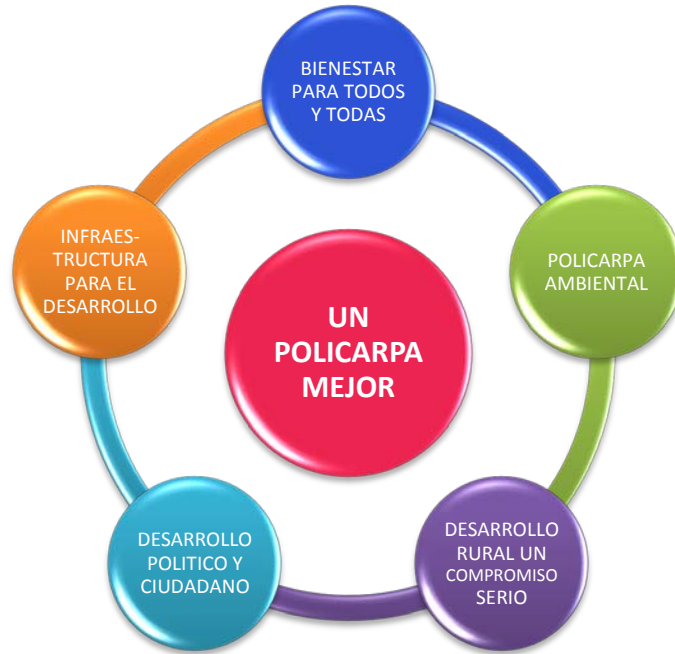 BIENESTAR
PARA TODOS
Y TODAS
INFRAES-
TRUCTURA
PARA EL
DESARROLLO
POLICARPA
AMBIENTAL
UN
POLICARPA
MEJOR
DESARROLLO
POLITICO Y
CIUDADANO
DESARROLLO
RURAL UN
COMPROMISO
SERIO